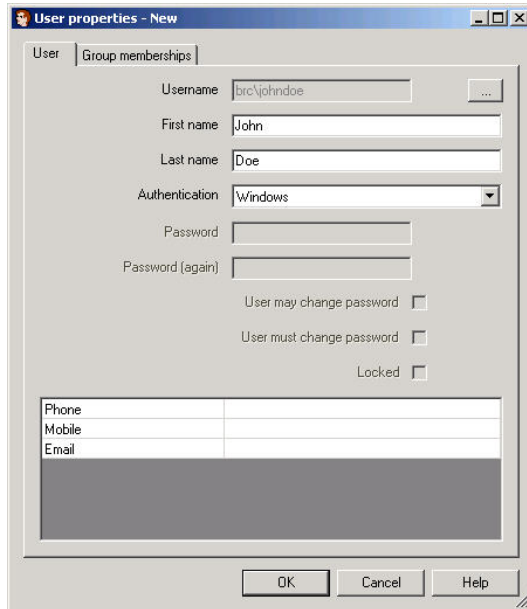 User properties - New
User Group memberships
Username brc\johndoe ...
First name John
Last name Doe
Authentication Windows
Password
Password (again)
User may change password
User must change password
Locked
Phone
Mobile
Email
OK Cancel Help